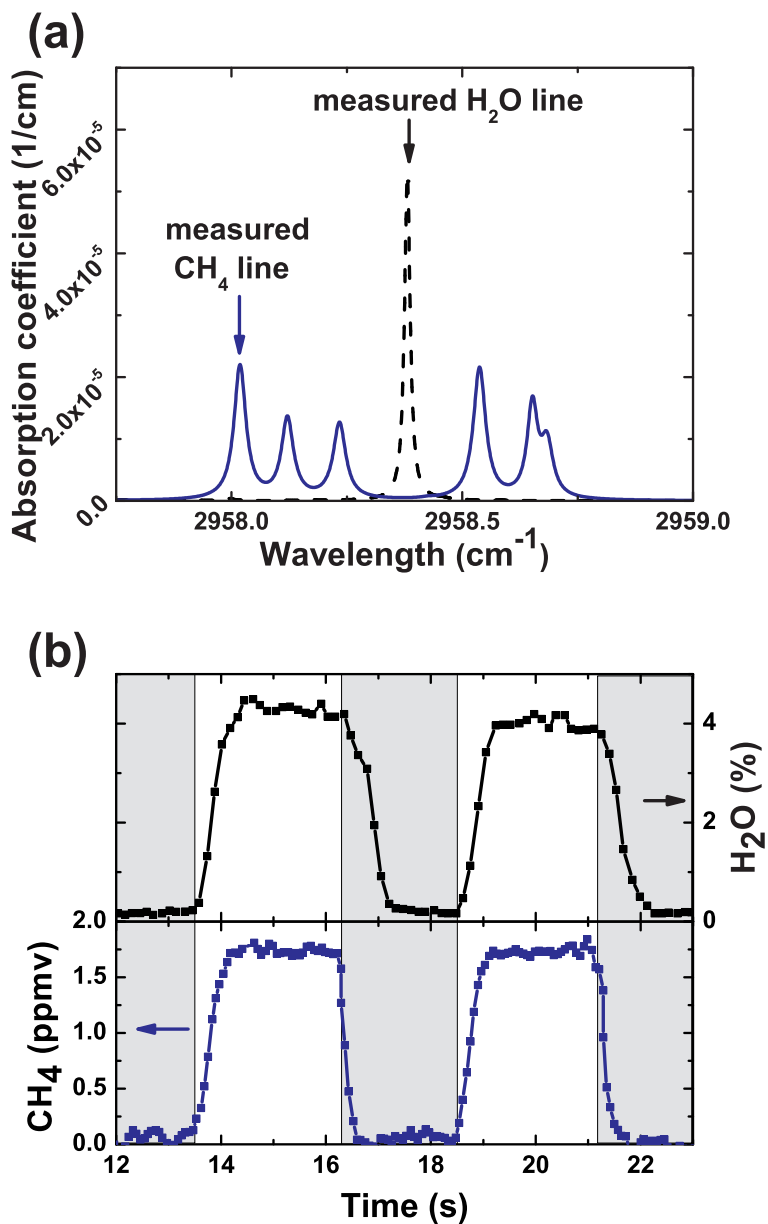 (a)
Absorption coefficient (1/cm)
6.0x10⁻⁵
4.0x10⁻⁵
2.0x10⁻⁵
0.0
measured H₂O line
measured
CH₄ line
2958.0 2958.5 2959.0
Wavelength (cm⁻¹)
(b)
4
2
0
H₂O (%)
2.0
1.5
1.0
0.5
0.0
CH₄ (ppmv)
12 14 16 18 20 22
Time (s)